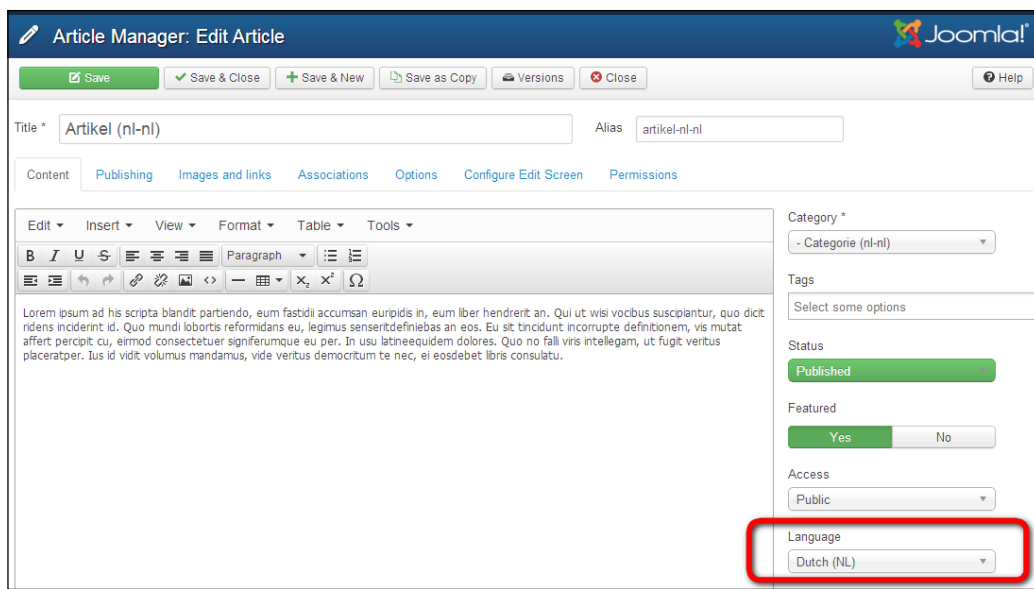 Article Manager: Edit Article
Joomla!
Save
Save & Close
Save & New
Save as Copy
Versions
Close
Help
Title *
Artikel (nl-nl)
Alias
artikel-nl-nl
Content
Publishing
Images and links
Associations
Options
Configure Edit Screen
Permissions
Edit
Insert
View
Format
Table
Tools
B I U S
Paragraph
Lorem ipsum ad his scripta blandit partiendo, eum fastidii accumsan euripidis in, eum liber hendrerit an. Qui ut wisi vocibus suscipiantur, quo dicit
ridens inciderint id. Quo mundi lobortis reformidans eu, legimus senseritdefiniebas an eos. Eu sit tincidunt incorrupte definitionem, vis mutat
affert percipit cu, eirmod consectetuer signiferumque eu per. In usu latineequidem dolores. Quo no falli viris intellegam, ut fugit veritus
placeratper. Ius id vidit volumus mandamus, vide veritus democritum te nec, ei eosdebet libris consulatu.
Category *
- Categorie (nl-nl)
Tags
Select some options
Status
Published
Featured
Yes
No
Access
Public
Language
Dutch (NL)